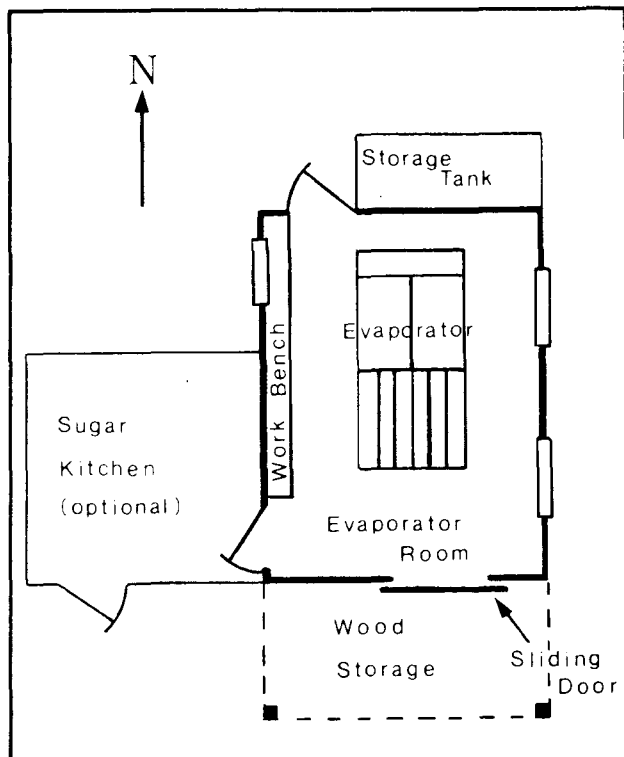 N
Storage
Tank
Evaporator
Work Bench
Sugar
Kitchen
(optional)
Evaporator
Room
Wood
Storage
Sliding
Door